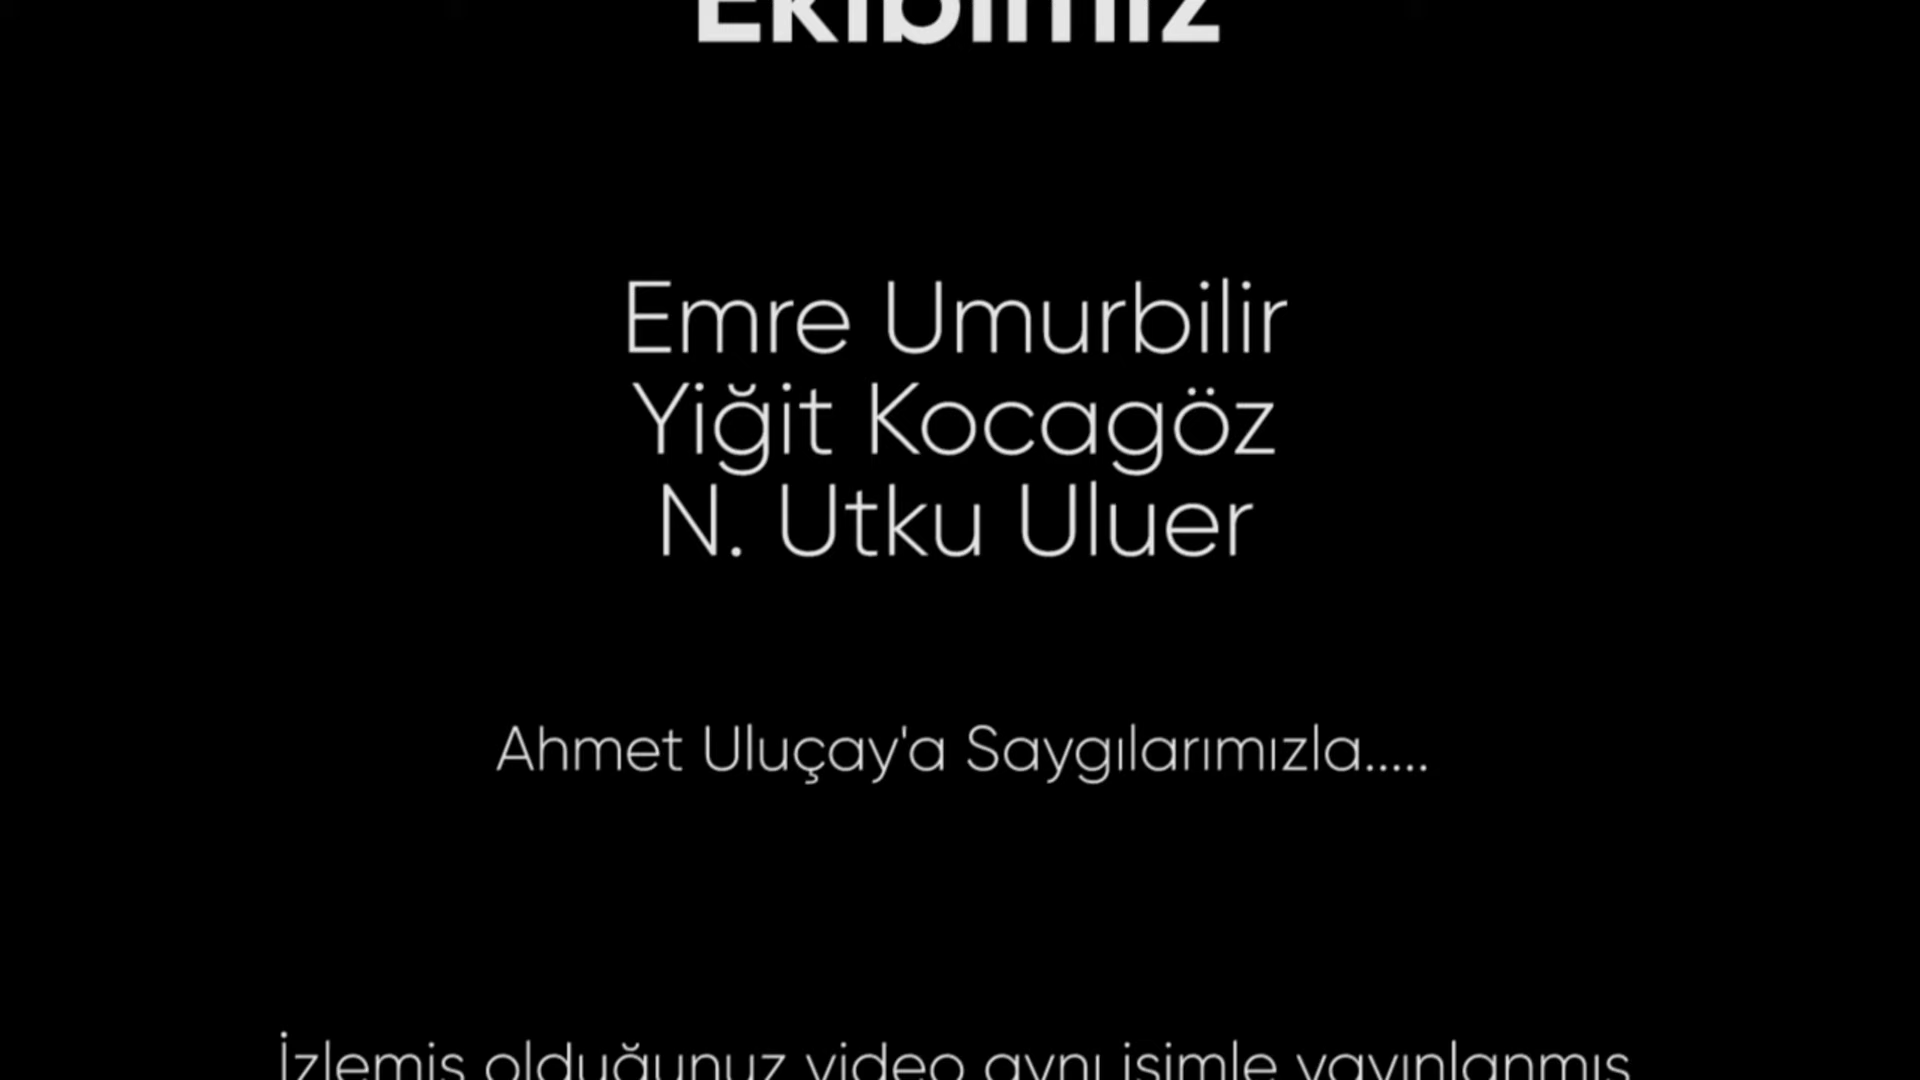 Ekibimiz
Emre Umurbilir
Yiğit Kocagöz
N. Utku Uluer
Ahmet Uluçay'a Saygılarımızla.....
İzlemiş olduğunuz video aynı isimle yayınlanmış